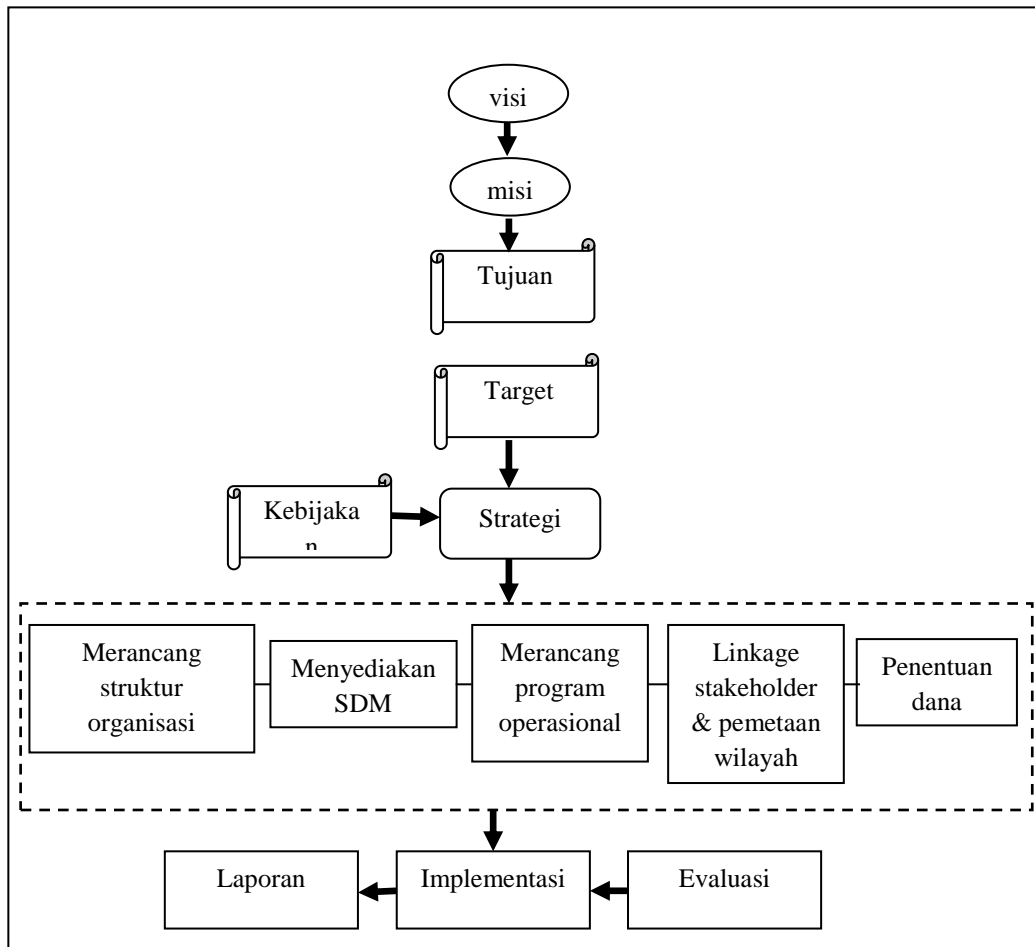 visi
misi
Tujuan
Target
Kebijaka
n
Strategi
Merancang
struktur
organisasi
Menyediakan
SDM
Merancang
program
operasional
Linkage
stakeholder
& pemetaan
wilayah
Penentuan
dana
Laporan
Implementasi
Evaluasi